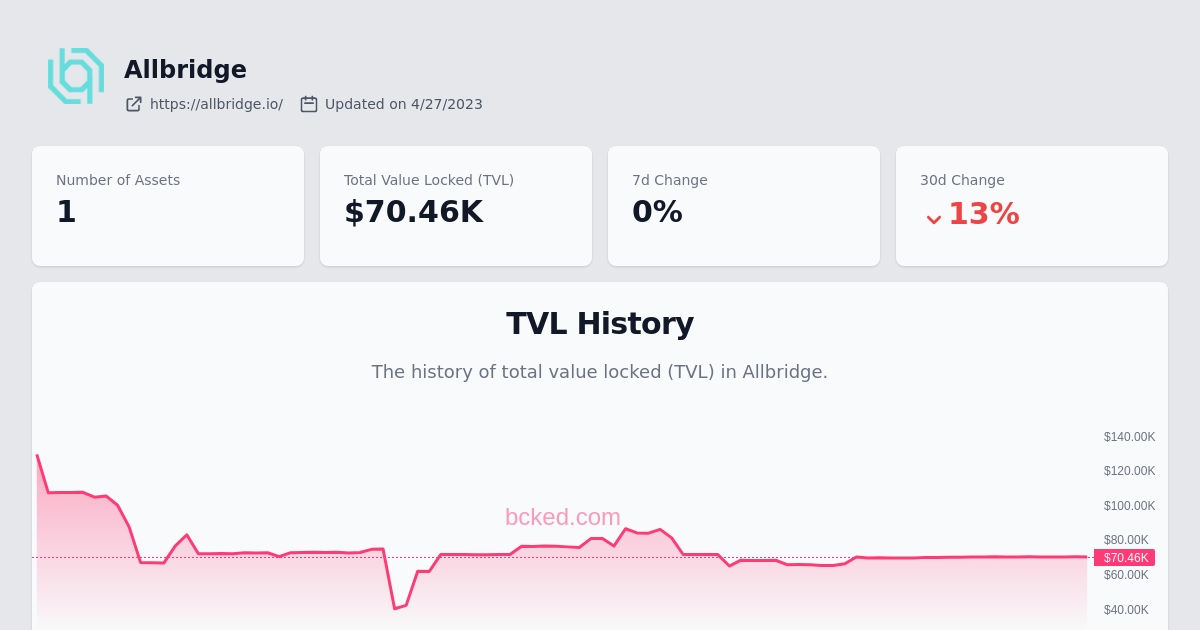 Allbridge
https://allbridge.io/ Updated on 4/27/2023
Number of Assets
1
Total Value Locked (TVL)
$70.46K
7d Change
0%
30d Change
13%
TVL History
The history of total value locked (TVL) in Allbridge.
bcked.com
$140.00K
$120.00K
$100.00K
$80.00K
$70.46K
$60.00K
$40.00K